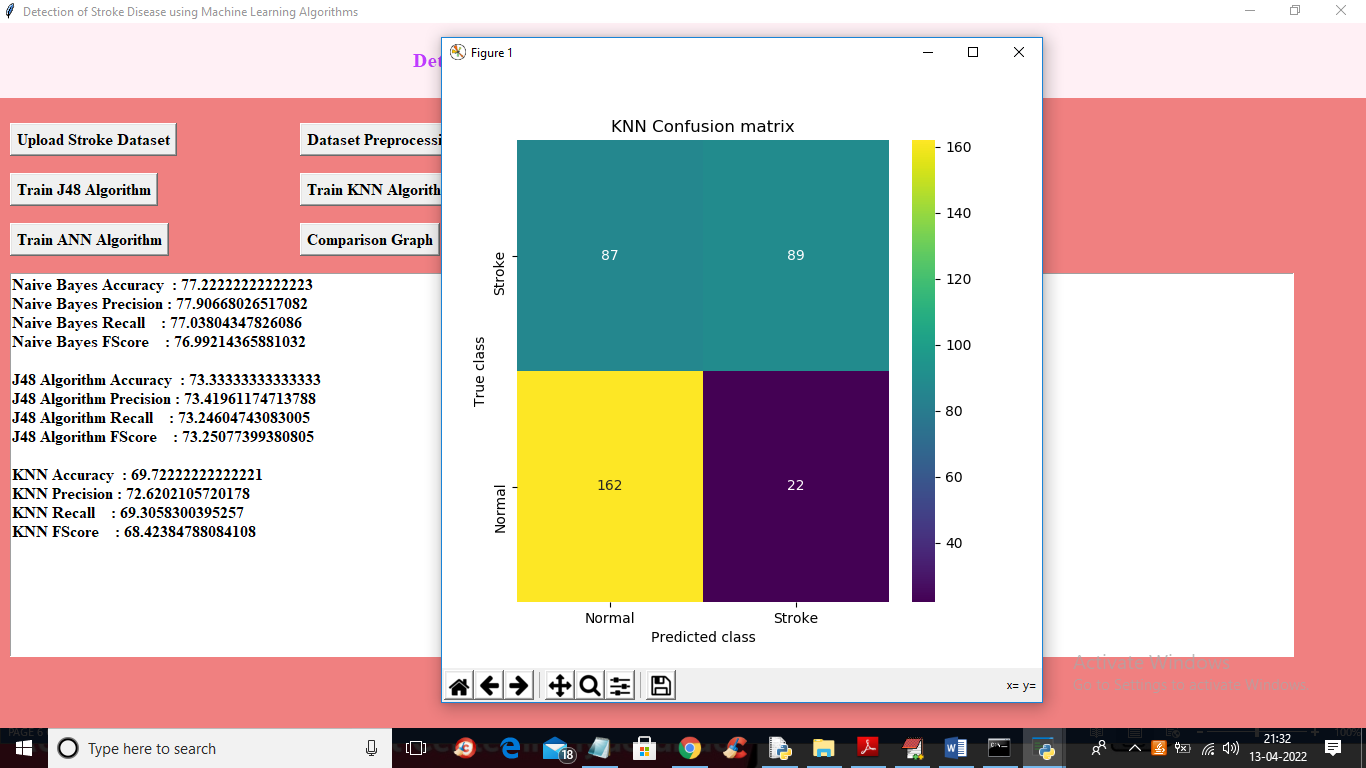 Detection of Stroke Disease using Machine Learning Algorithms
Det
Upload Stroke Dataset
Dataset Preprocessi
Train J48 Algorithm
Train KNN Algorith
Train ANN Algorithm
Comparison Graph
Naive Bayes Accuracy : 77.22222222222223
Naive Bayes Precision : 77.90668026517082
Naive Bayes Recall : 77.03804347826086
Naive Bayes FScore : 76.99214365881032
J48 Algorithm Accuracy : 73.33333333333333
J48 Algorithm Precision : 73.41961174713788
J48 Algorithm Recall : 73.24604743083005
J48 Algorithm FScore : 73.25077399380805
KNN Accuracy : 69.72222222222221
KNN Precision : 72.6202105720178
KNN Recall : 69.3058300395257
KNN FScore : 68.42384788084108
Figure 1
KNN Confusion matrix
87
89
162
22
Stroke
Normal
True class
Normal
Stroke
Predicted class
160
140
120
100
80
60
40
x= y=
Activate Windows
Go to Settings to activate Windows.
PAGE 6
100%
Type here to search
18
21:32
13-04-2022